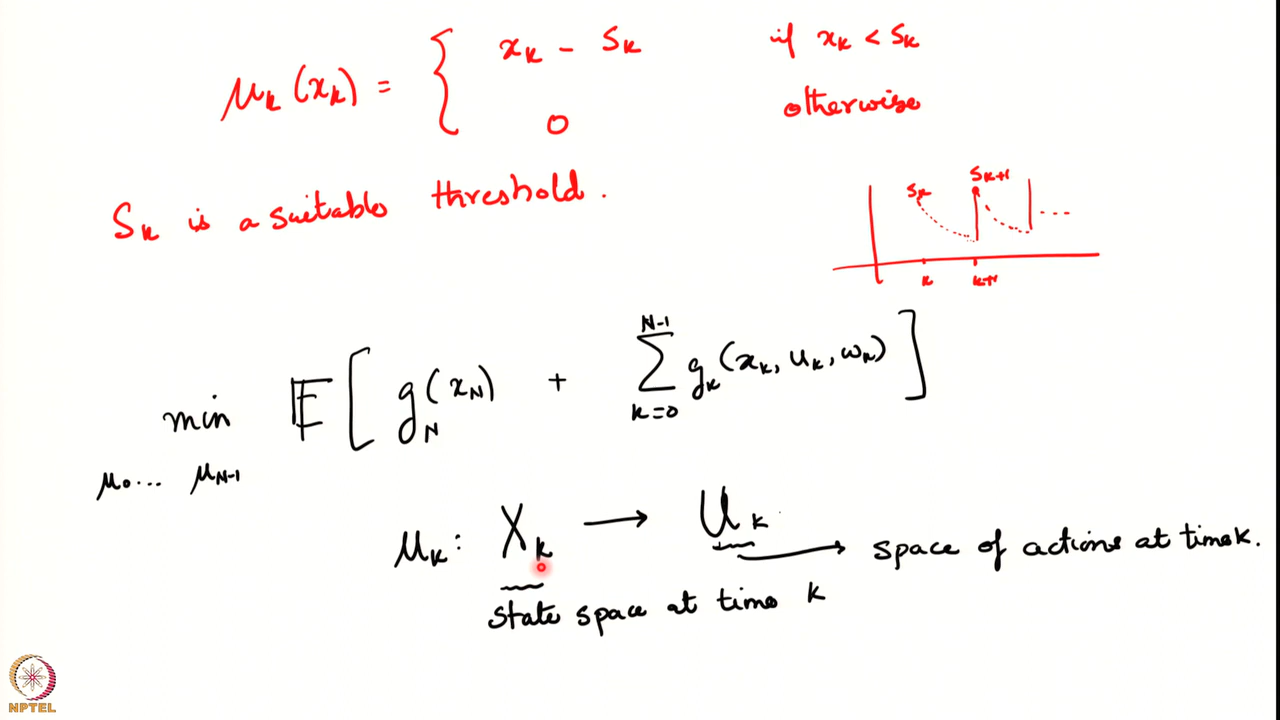 μk(xk) = { xk - Sk if xk < Sk
0 otherwise
Sk is a suitable threshold.
Sk Sk+1
k k+1
min E[ gN(xN) + ∑ k=0 N-1 gk(xk, uk, ωk) ]
μ0... μN-1
μk: Xk → Uk
space of actions at time k.
state space at time k
NPTEL